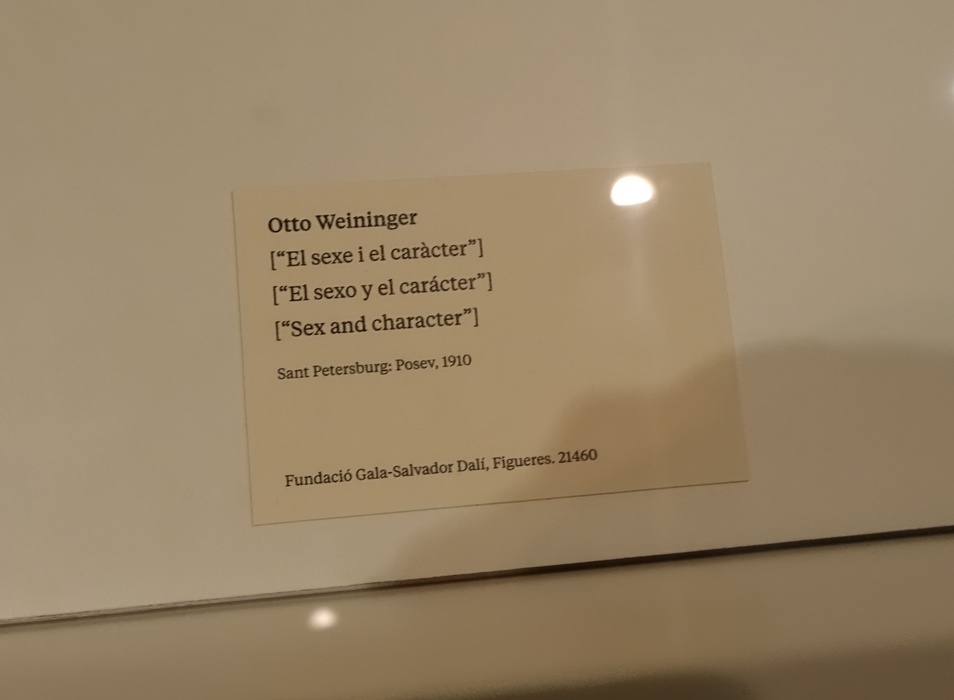 Otto Weininger
[“El sexe i el caràcter”]
[“El sexo y el carácter”]
[“Sex and character”]
Sant Petersburg: Posev, 1910
Fundació Gala-Salvador Dalí, Figueres. 21460